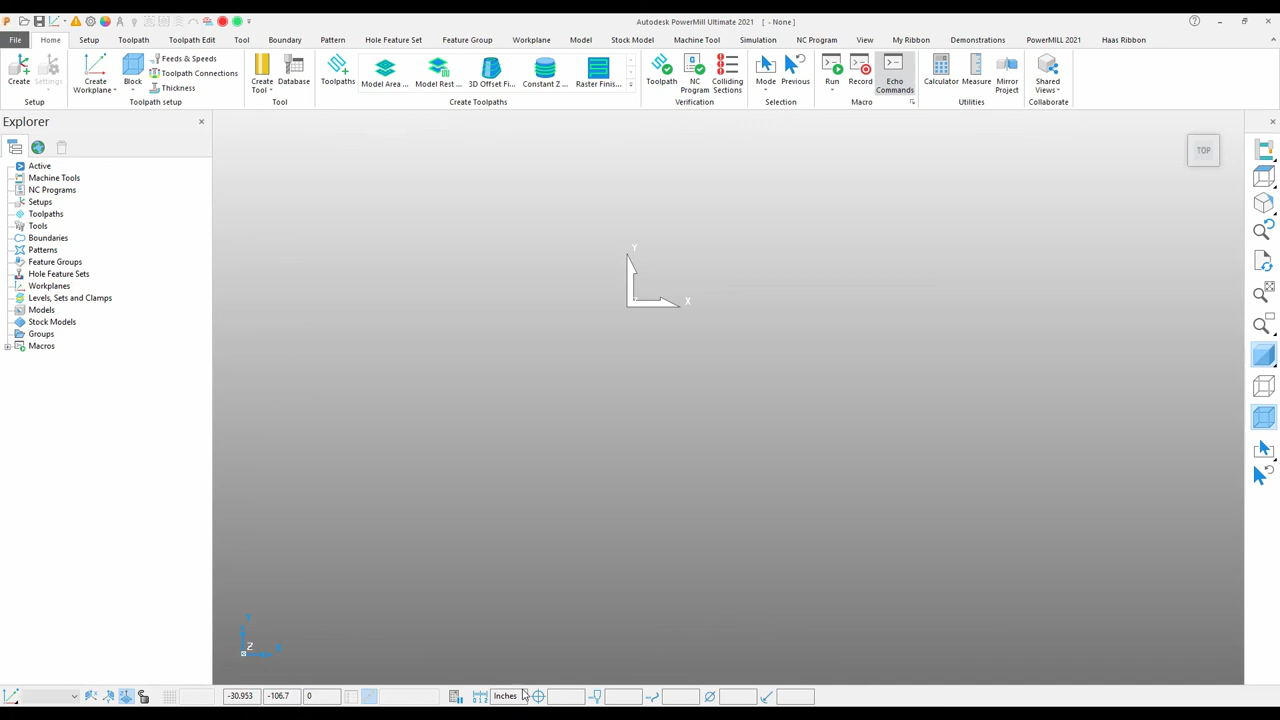 Autodesk PowerMill Ultimate 2021 [ - None ]
File Home Setup Toolpath Toolpath Edit Tool Boundary Pattern Hole Feature Set Feature Group Workplane Model Stock Model Machine Tool Simulation NC Program View My Ribbon Demonstrations PowerMILL 2021 Haas Ribbon
Create Settings Create Workplane Block Feeds & Speeds Toolpath Connections Thickness Create Tool Database Toolpaths Model Area ... Model Rest ... 3D Offset Fi... Constant Z ... Raster Finis... Toolpath NC Program Colliding Sections Mode Previous Run Record Echo Commands Calculator Measure Mirror Project Shared Views
Setup Toolpath setup Tool Create Toolpaths Verification Selection Macro Utilities Collaborate
Explorer
Active
Machine Tools
NC Programs
Setups
Toolpaths
Tools
Boundaries
Patterns
Feature Groups
Hole Feature Sets
Workplanes
Levels, Sets and Clamps
Models
Stock Models
Groups
Macros
TOP
Y
X
Z
-30.953 -106.7 0 Inches